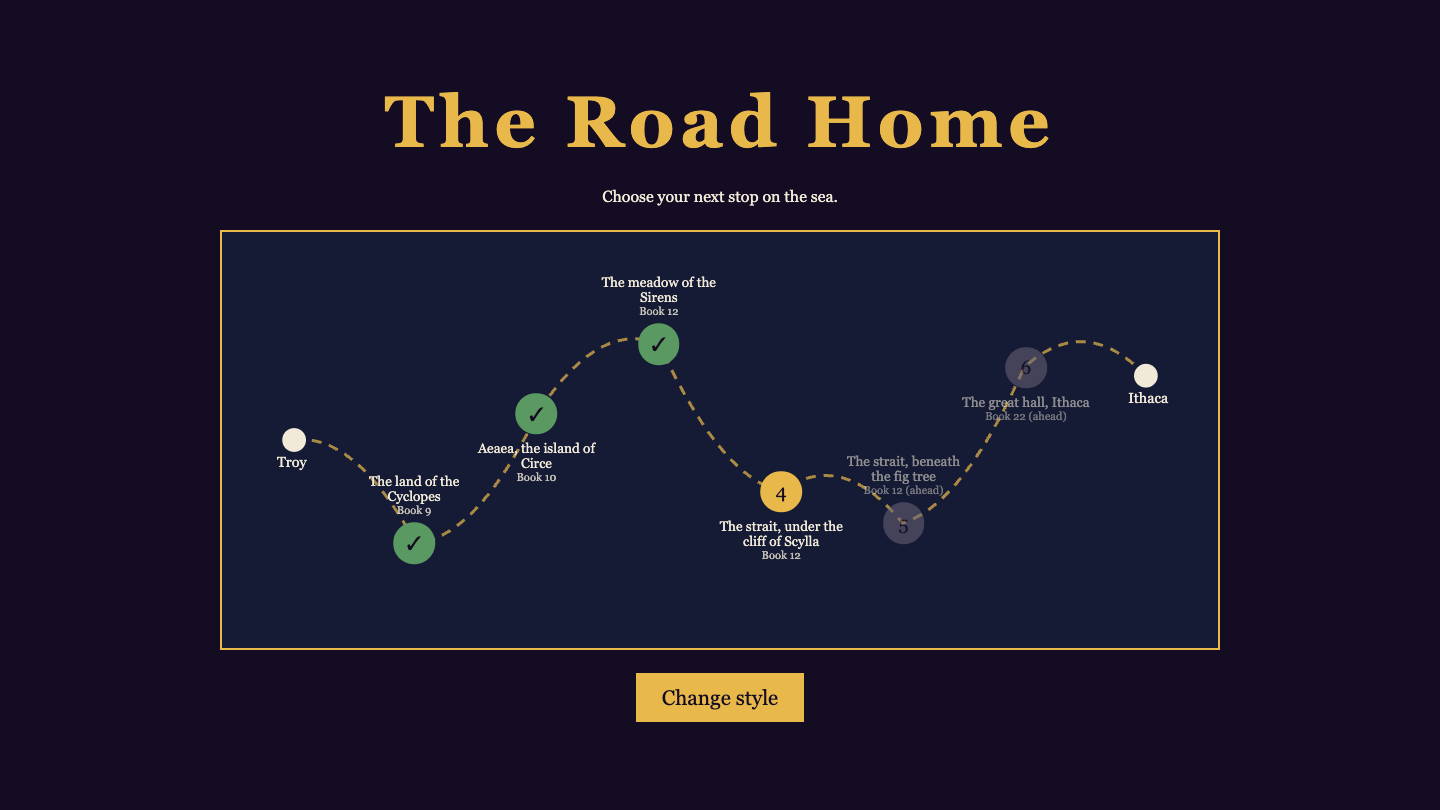 The Road Home
Choose your next stop on the sea.
Troy
The land of the
Cyclopes
Book 9
✓
✓
Aeaea, the island of
Circe
Book 10
The meadow of the
Sirens
Book 12
✓
4
The strait, under the
cliff of Scylla
Book 12
The strait, beneath
the fig tree
Book 12 (ahead)
5
6
The great hall, Ithaca
Book 22 (ahead)
Ithaca
Change style